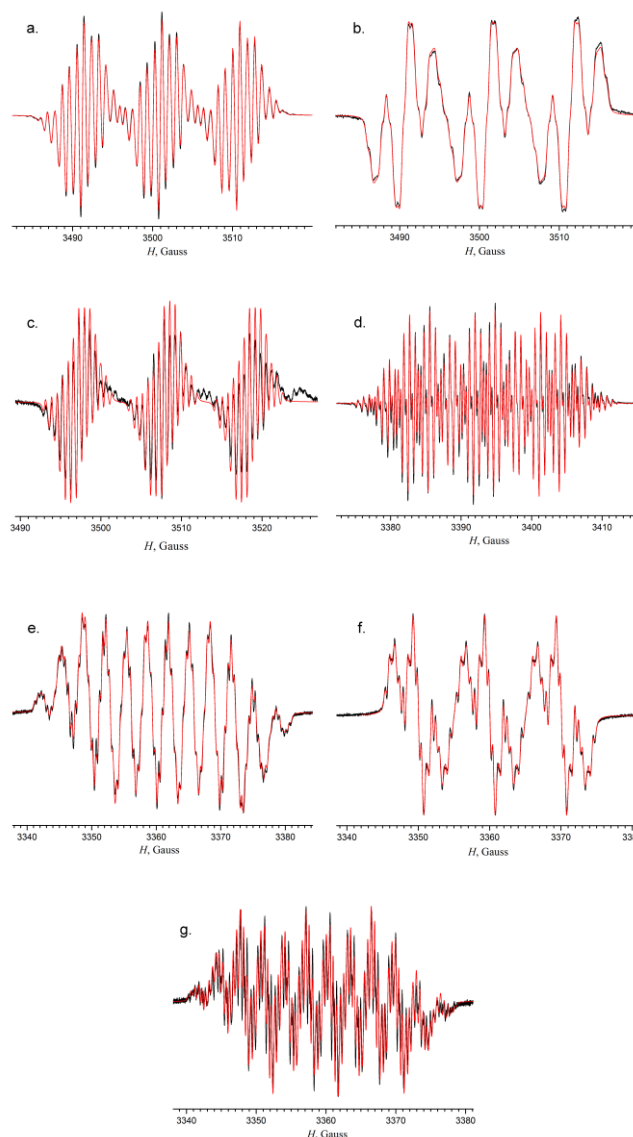 a.
b.
3490 3500 3510
H, Gauss
3490 3500 3510
H, Gauss
c.
d.
3490 3500 3510 3520
H, Gauss
3380 3390 3400 3410
H, Gauss
e.
f.
3340 3350 3360 3370 3380
H, Gauss
3340 3350 3360 3370
H, Gauss
g.
3340 3350 3360 3370 3380
H, Gauss